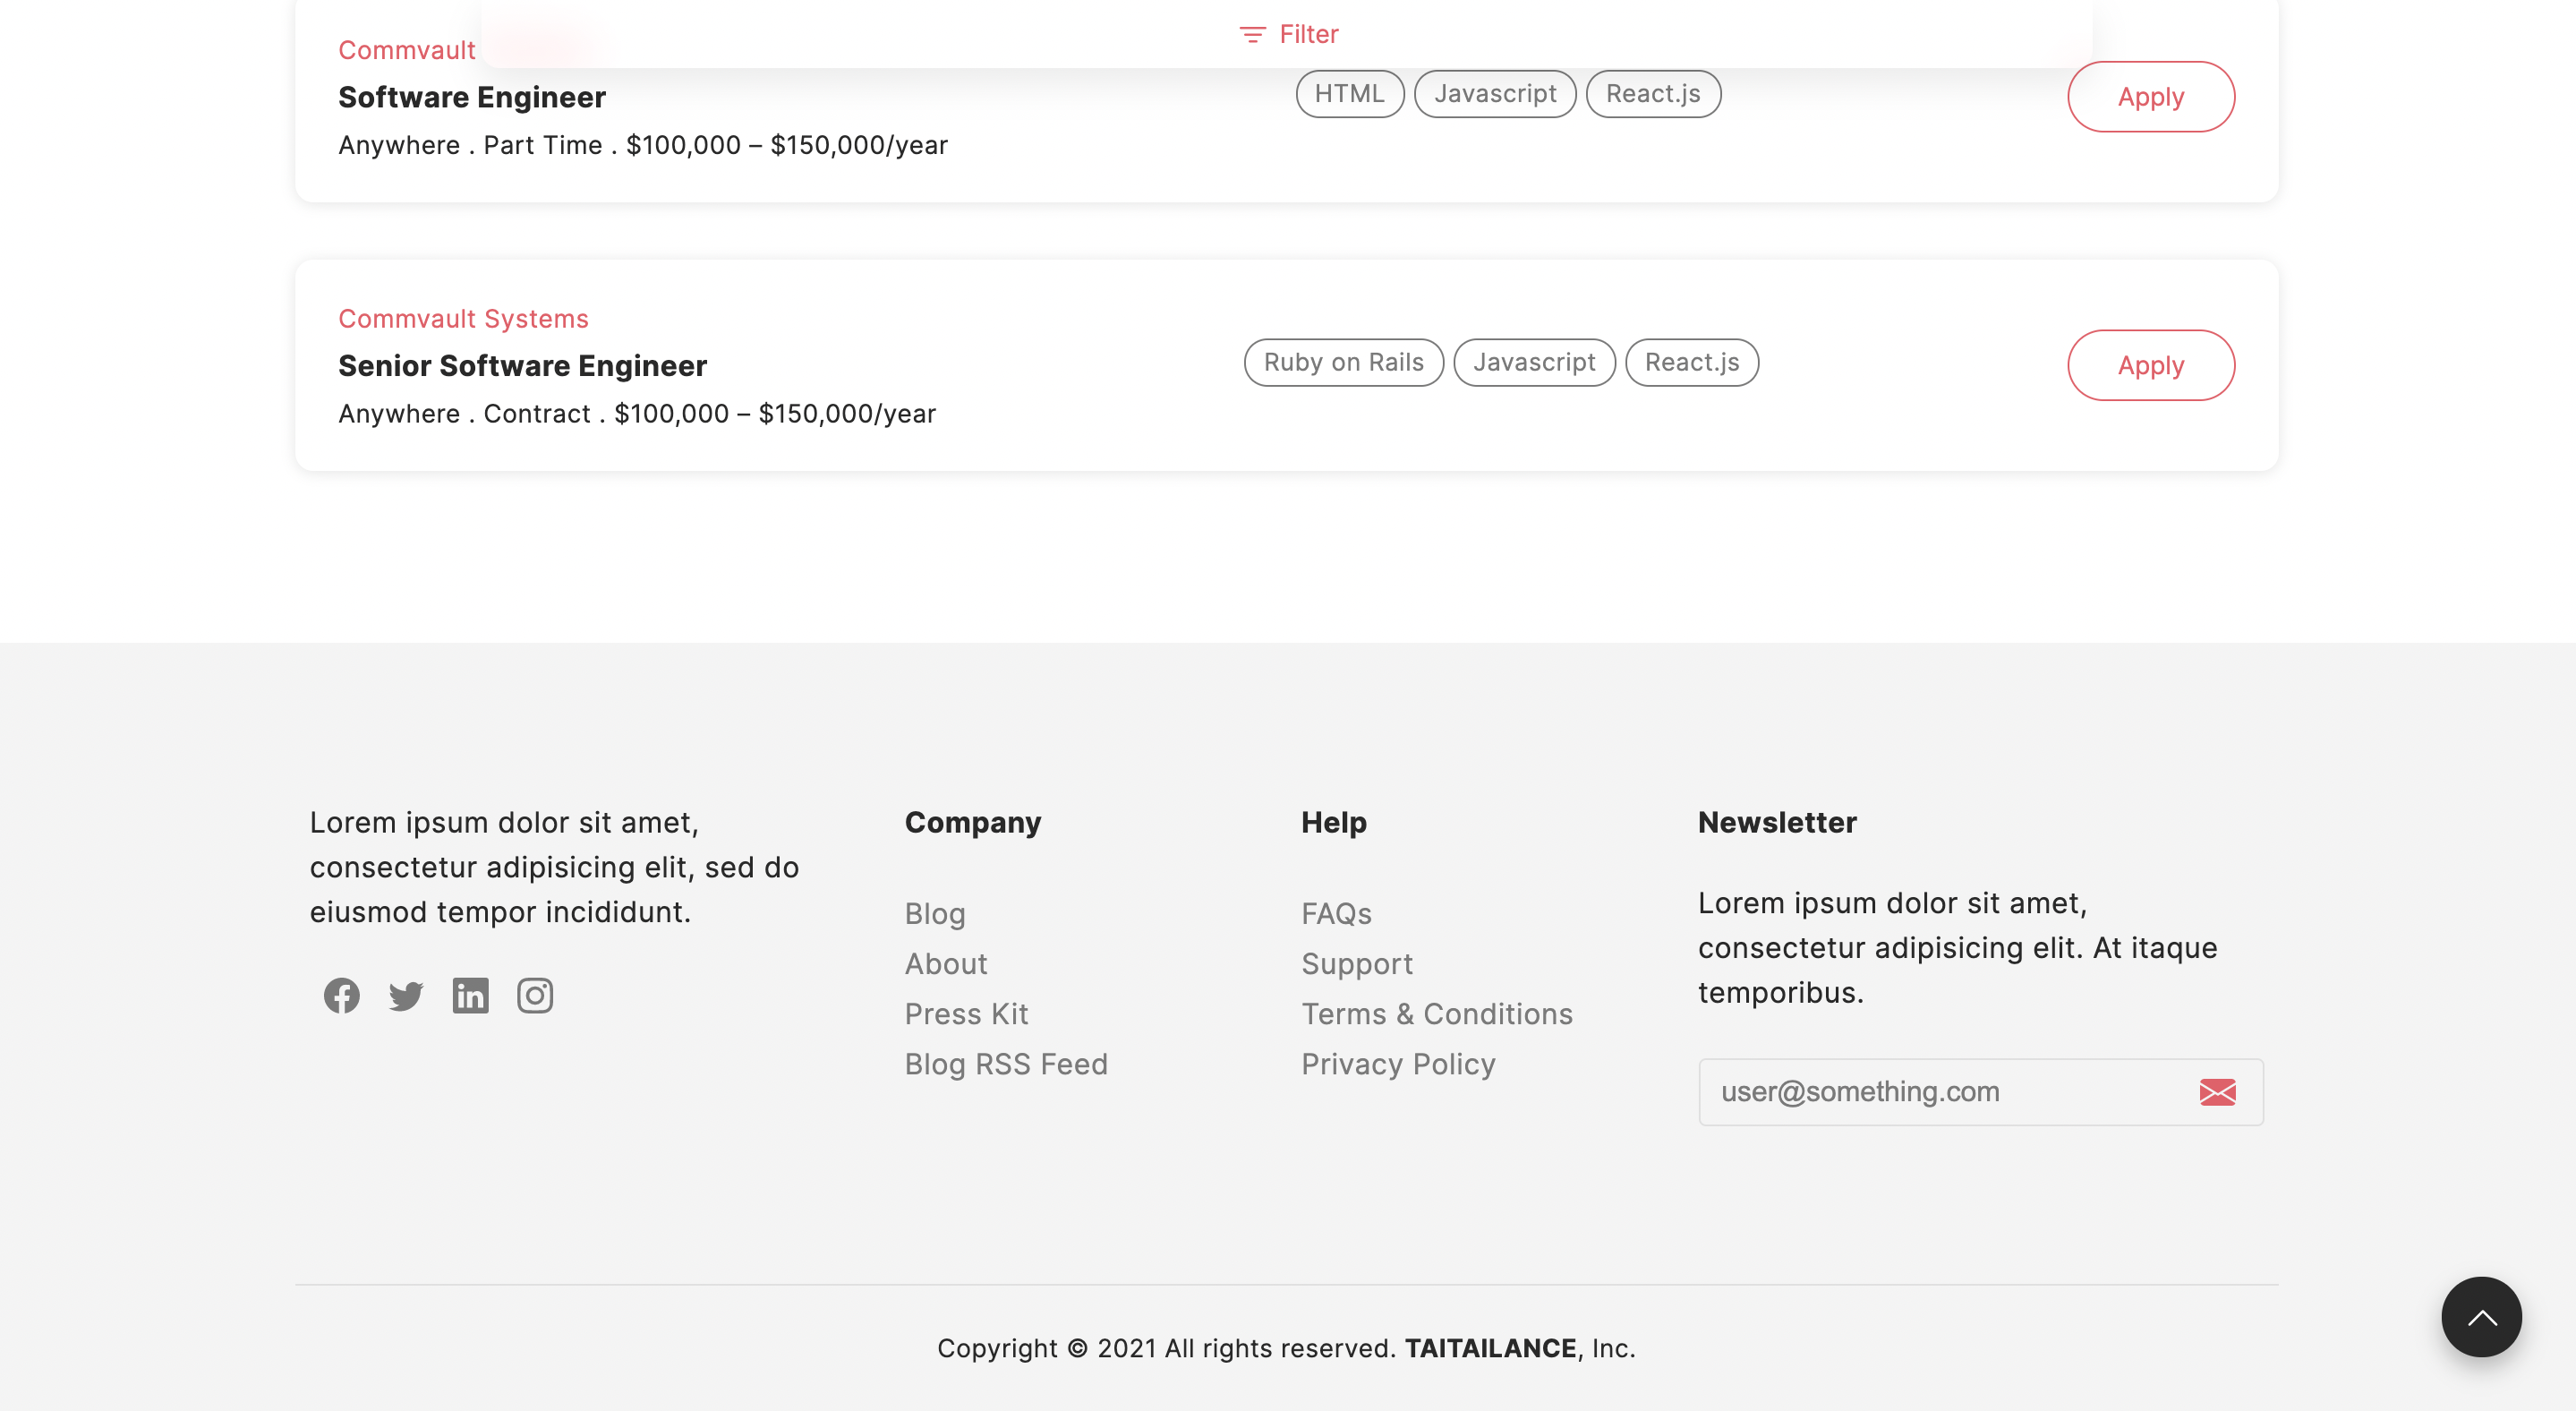 Filter
Commvault
Software Engineer
Anywhere . Part Time . $100,000 – $150,000/year
HTML Javascript React.js
Apply
Commvault Systems
Senior Software Engineer
Anywhere . Contract . $100,000 – $150,000/year
Ruby on Rails Javascript React.js
Apply
Lorem ipsum dolor sit amet,
consectetur adipisicing elit, sed do
eiusmod tempor incididunt.
Company
Blog
About
Press Kit
Blog RSS Feed
Help
FAQs
Support
Terms & Conditions
Privacy Policy
Newsletter
Lorem ipsum dolor sit amet,
consectetur adipisicing elit. At itaque
temporibus.
user@something.com
Copyright © 2021 All rights reserved. TAITAILANCE, Inc.